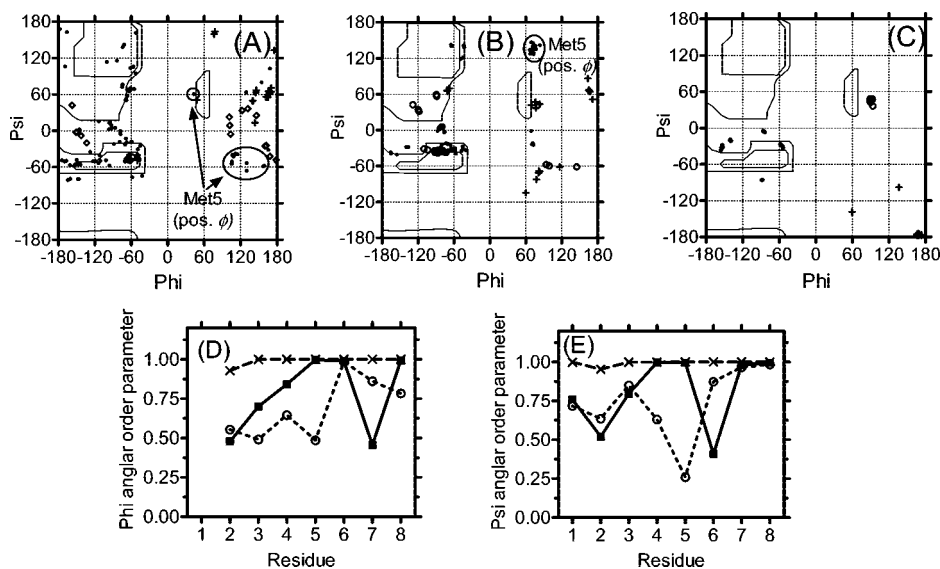 180
120
60
0
-60
-120
-180
Psi
(A)
Met5
(pos. ϕ)
-180 -120 -60 0 60 120 180
Phi
180
120
60
0
-60
-120
-180
(B)
Met5
(pos. ϕ)
-180 -120 -60 0 60 120 180
Phi
180
120
60
0
-60
-120
-180
Psi
(C)
-180 -120 -60 0 60 120 180
Phi
(D)
Phi anglar order parameter
1.00
0.75
0.50
0.25
0.00
1 2 3 4 5 6 7 8
Residue
(E)
Psi anglar order parameter
1.00
0.75
0.50
0.25
0.00
1 2 3 4 5 6 7 8
Residue